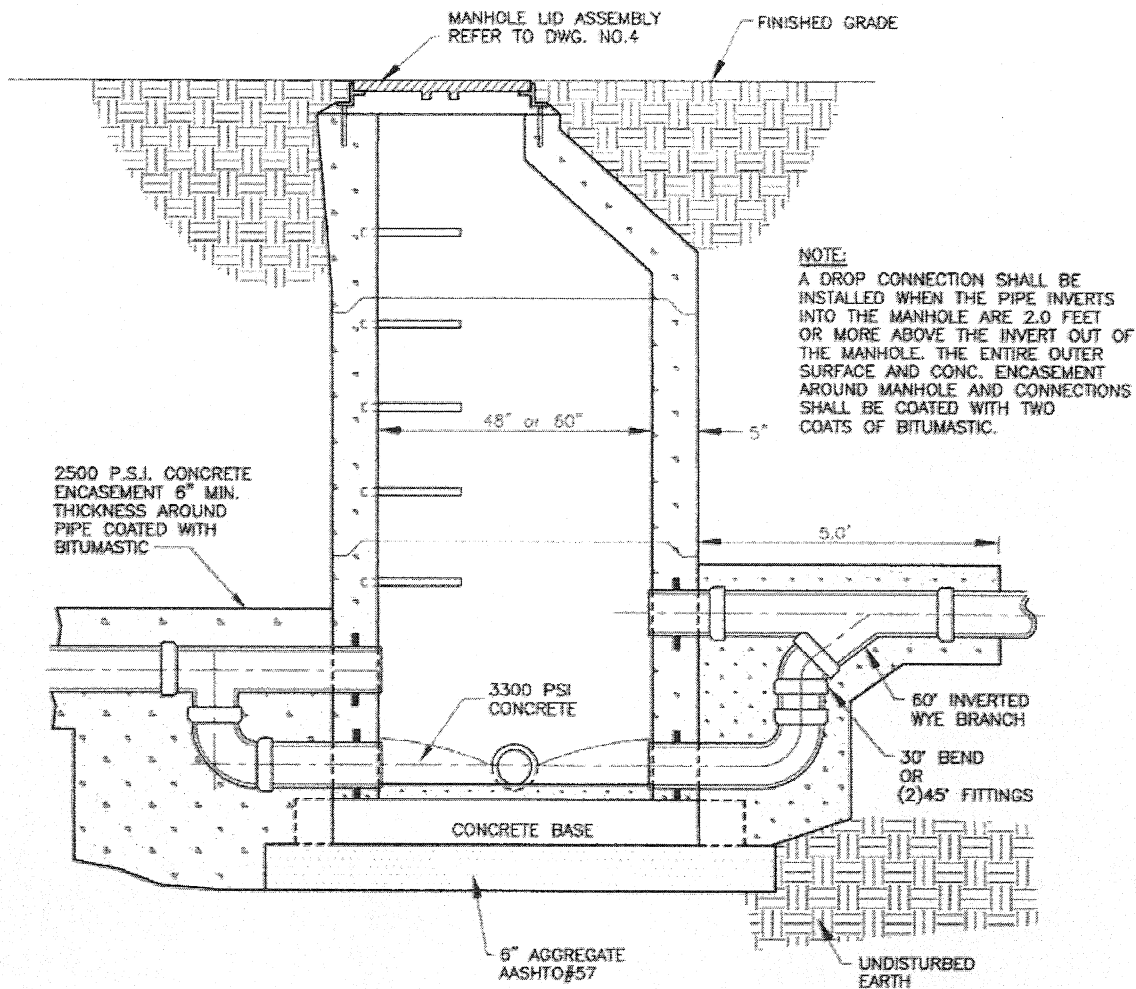 MANHOLE LID ASSEMBLY
REFER TO DWG. NO.4
FINISHED GRADE
NOTE:
A DROP CONNECTION SHALL BE
INSTALLED WHEN THE PIPE INVERTS
INTO THE MANHOLE ARE 2.0 FEET
OR MORE ABOVE THE INVERT OUT OF
THE MANHOLE. THE ENTIRE OUTER
SURFACE AND CONC. ENCASEMENT
AROUND MANHOLE AND CONNECTIONS
SHALL BE COATED WITH TWO
COATS OF BITUMASTIC.
48" or 60"
5"
2500 P.S.I. CONCRETE
ENCASEMENT 6" MIN.
THICKNESS AROUND
PIPE COATED WITH
BITUMASTIC
5.0'
3300 PSI
CONCRETE
60° INVERTED
WYE BRANCH
30° BEND
OR
(2)45° FITTINGS
CONCRETE BASE
6" AGGREGATE
AASHTO#57
UNDISTURBED
EARTH